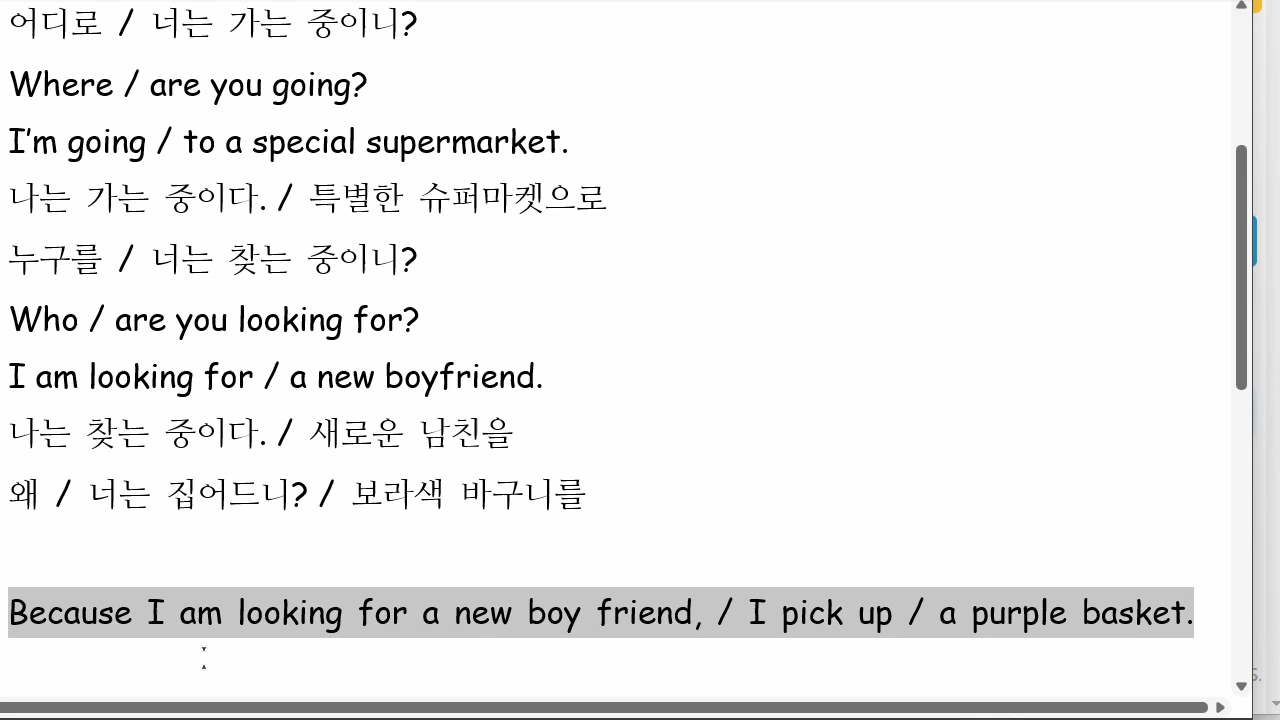 어디로 / 너는 가는 중이니?
Where / are you going?
I’m going / to a special supermarket.
나는 가는 중이다. / 특별한 슈퍼마켓으로
누구를 / 너는 찾는 중이니?
Who / are you looking for?
I am looking for / a new boyfriend.
나는 찾는 중이다. / 새로운 남친을
왜 / 너는 집어드니? / 보라색 바구니를
Because I am looking for a new boy friend, / I pick up / a purple basket.